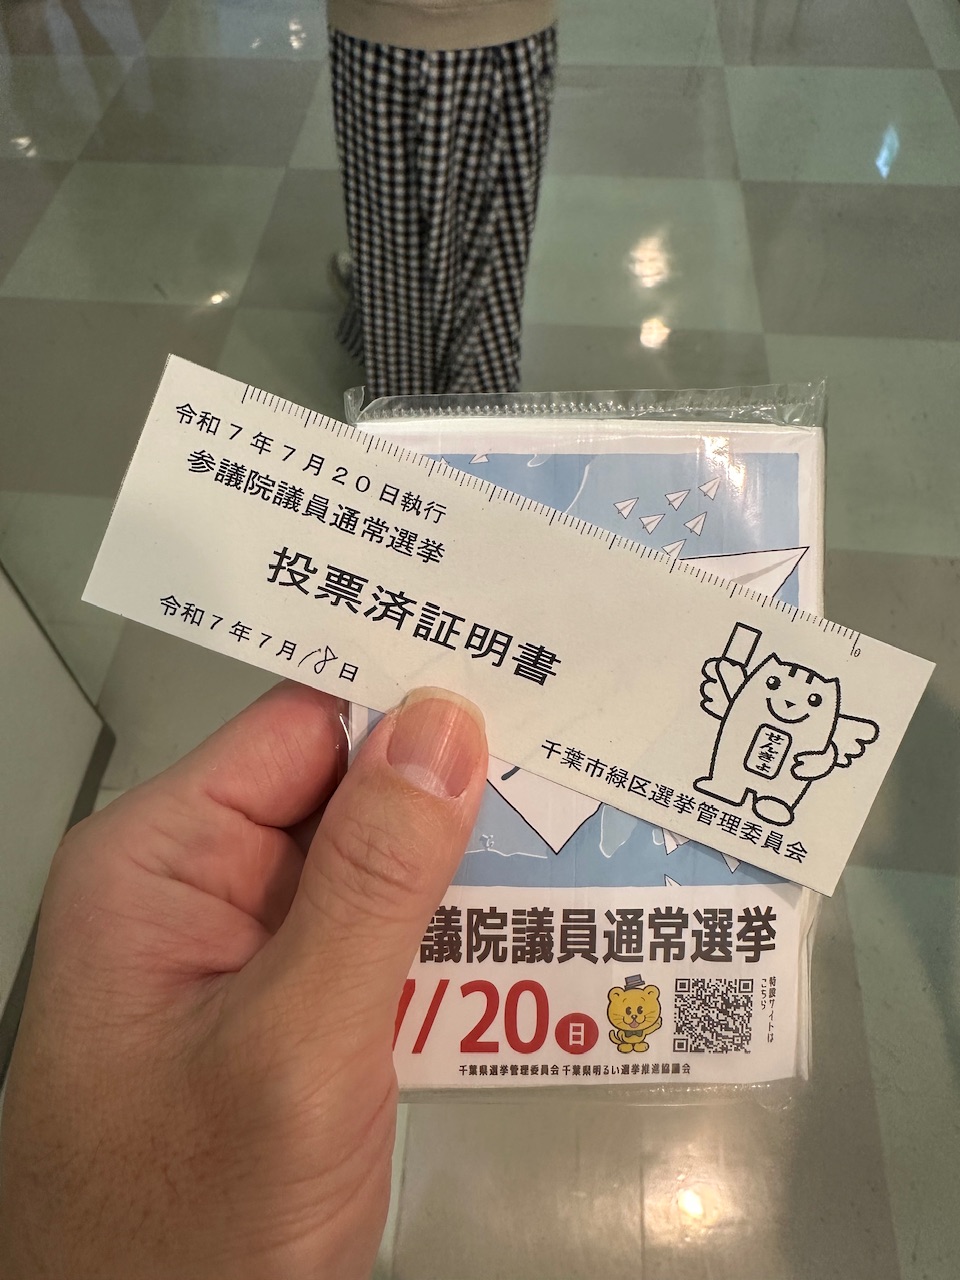 令和7年7月20日執行
参議院議員通常選挙
投票済証明書
令和7年7月18日
千葉市緑区選挙管理委員会
せんきょ
10
議院議員通常選挙
7/20日
特設サイトは
こちら
千葉県選挙管理委員会 千葉県明るい選挙推進協議会